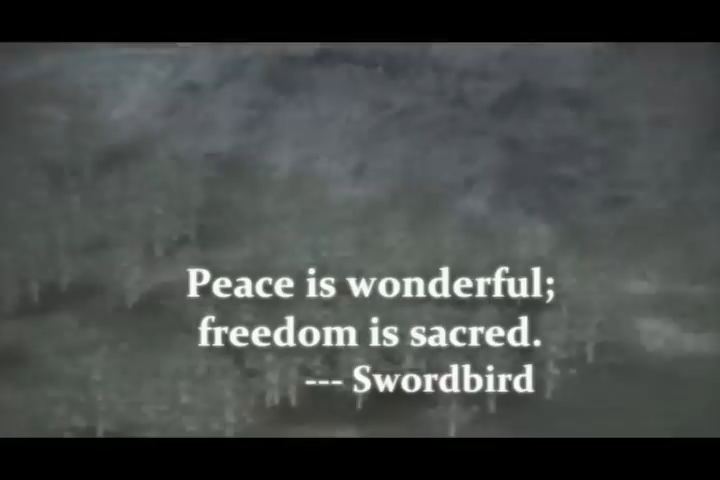 Peace is wonderful;
freedom is sacred.
--- Swordbird